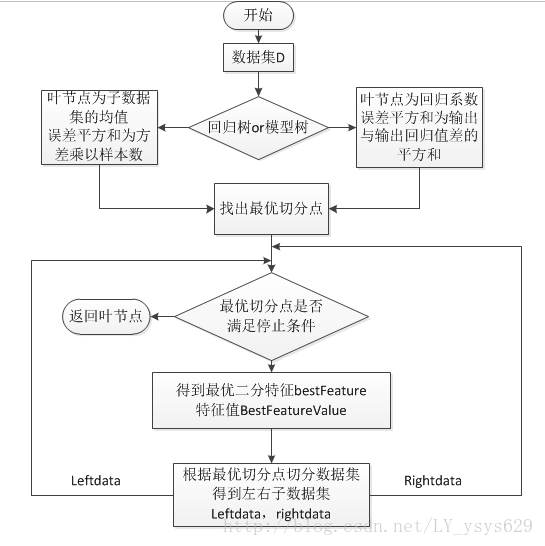 开始
数据集D
回归树or模型树
叶节点为子数据
集的均值
误差平方和为方
差乘以样本数
叶节点为回归系数
误差平方和为输出
与输出回归值差的
平方和
找出最优切分点
最优切分点是否
满足停止条件
返回叶节点
得到最优二分特征bestFeature
特征值BestFeatureValue
Leftdata
Rightdata
根据最优切分点切分数据集
得到左右子数据集
Leftdata，rightdata
http://blog.csdn.net/LY_ysys629